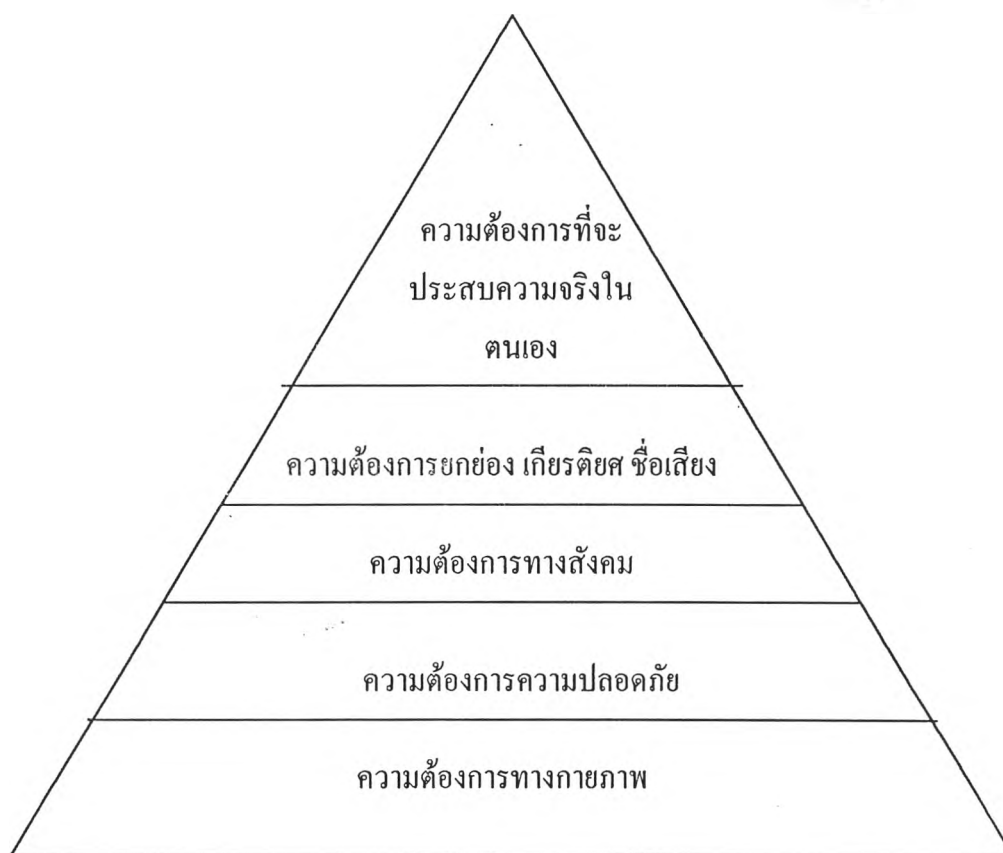 ความต้องการที่จะ
ประสบความจริงใน
ตนเอง
ความต้องการยกย่อง เกียรติยศ ชื่อเสียง
ความต้องการทางสังคม
ความต้องการความปลอดภัย
ความต้องการทางกายภาพ